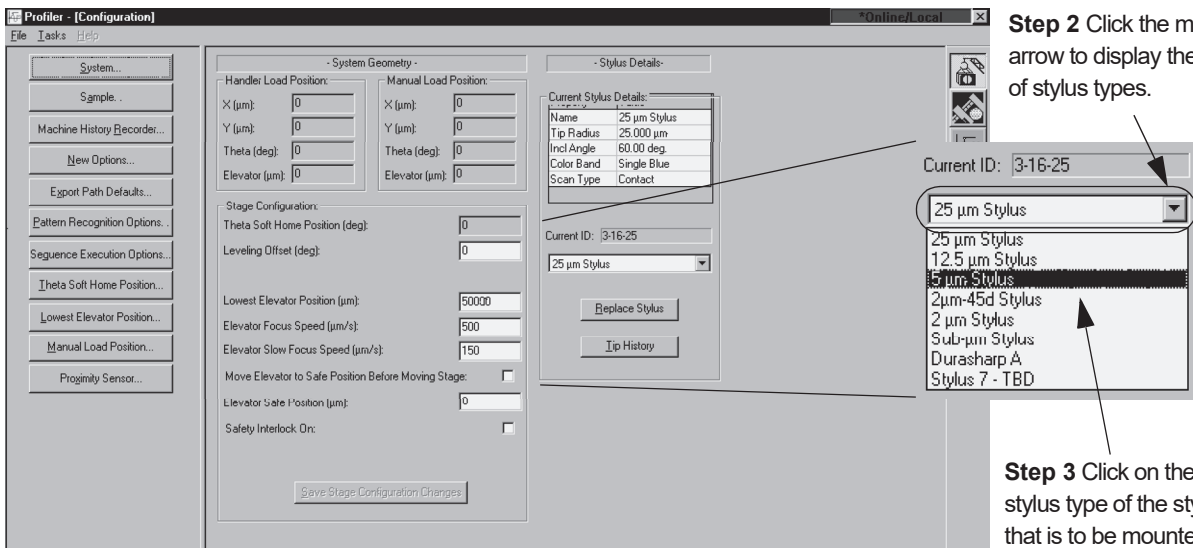 Profiler - [Configuration]
*Online/Local
File Tasks Help
System...
Sample. .
Machine History Recorder...
New Options...
Export Path Defaults...
Pattern Recognition Options. .
Sequence Execution Options...
Theta Soft Home Position...
Lowest Elevator Position...
Manual Load Position...
Proximity Sensor...
- System Geometry -
Handler Load Position:
X (µm): 0
Y (µm): 0
Theta (deg): 0
Elevator (µm): 0
Manual Load Position:
X (µm): 0
Y (µm): 0
Theta (deg): 0
Elevator (µm): 0
Stage Configuration:
Theta Soft Home Position (deg): 0
Leveling Offset (deg): 0
Lowest Elevator Position (µm): 50000
Elevator Focus Speed (µm/s): 500
Elevator Slow Focus Speed (µm/s): 150
Move Elevator to Safe Position Before Moving Stage:
Elevator Safe Position (µm): 0
Safety Interlock On:
Save Stage Configuration Changes
- Stylus Details-
Current Stylus Details:
Name 25 µm Stylus
Tip Radius 25.000 µm
Incl Angle 60.00 deg.
Color Band Single Blue
Scan Type Contact
Current ID: 3-16-25
25 µm Stylus
Replace Stylus
Tip History
Step 2 Click the
arrow to display the
of stylus types.
Current ID: 3-16-25
25 µm Stylus
25 µm Stylus
12.5 µm Stylus
5 µm Stylus
2µm-45d Stylus
2 µm Stylus
Sub-µm Stylus
Durasharp A
Stylus 7 - TBD
Step 3 Click on the
stylus type of the
that is to be